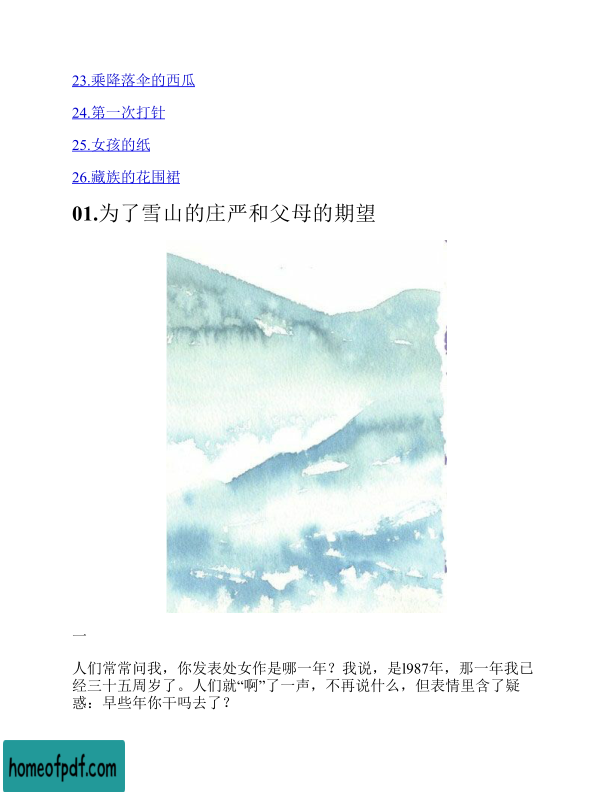 23.乘降落伞的西瓜
24.第一次打针
25.女孩的纸
26.藏族的花围裙
01.为了雪山的庄严和父母的期望
一
人们常常问我，你发表处女作是哪一年？我说，是l987年，那一年我已
经三十五周岁了。人们就“啊”了一声，不再说什么，但表情里含了疑
惑：早些年你干吗去了？
homeofpdf.com